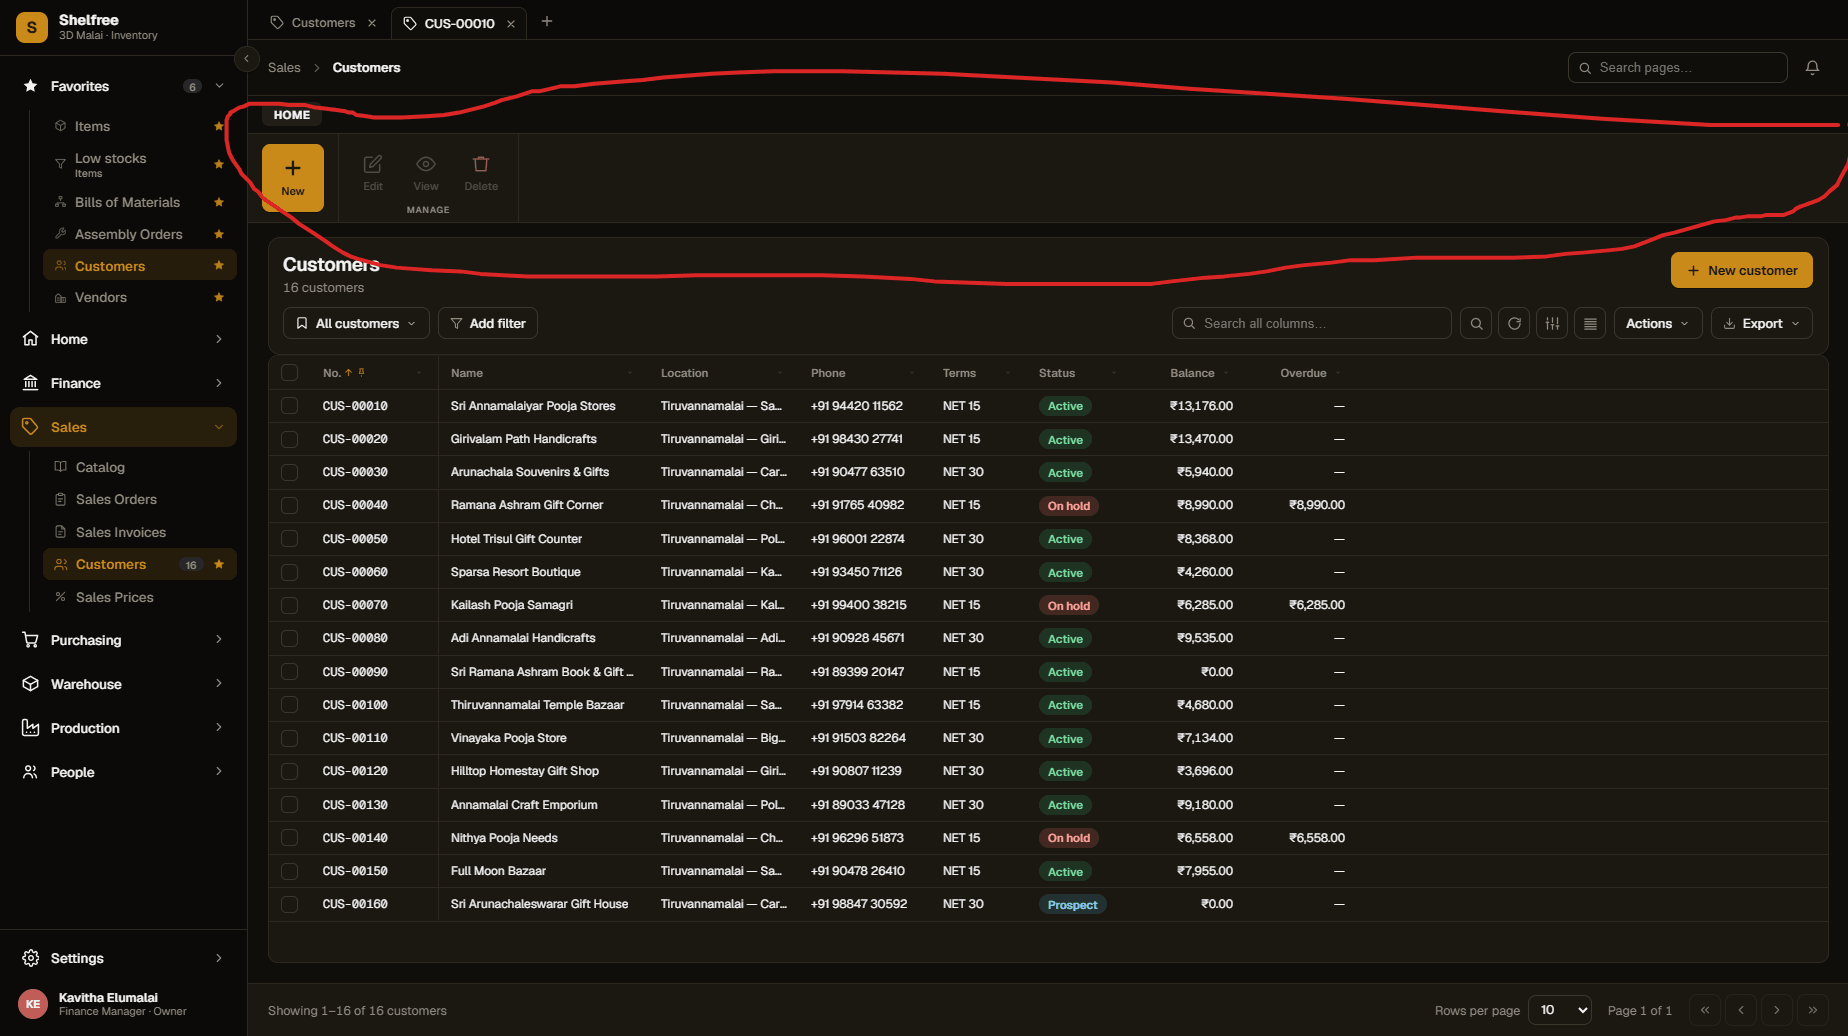 S
Shelfree
3D Malai · Inventory
Favorites 6
Items
Low stocks
Items
Bills of Materials
Assembly Orders
Customers
Vendors
Home
Finance
Sales
Catalog
Sales Orders
Sales Invoices
Customers 16
Sales Prices
Purchasing
Warehouse
Production
People
Settings
KE
Kavitha Elumalai
Finance Manager · Owner
Customers
CUS-00010
Sales > Customers
Search pages...
HOME
New
Edit View Delete
MANAGE
Customers
16 customers
New customer
All customers Add filter
Search all columns...
Actions Export
No. Name Location Phone Terms Status Balance Overdue
CUS-00010 Sri Annamalaiyar Pooja Stores Tiruvannamalai — Sa... +91 94420 11562 NET 15 Active ₹13,176.00 —
CUS-00020 Girivalam Path Handicrafts Tiruvannamalai — Giri... +91 98430 27741 NET 15 Active ₹13,470.00 —
CUS-00030 Arunachala Souvenirs & Gifts Tiruvannamalai — Car... +91 90477 63510 NET 30 Active ₹5,940.00 —
CUS-00040 Ramana Ashram Gift Corner Tiruvannamalai — Ch... +91 91765 40982 NET 15 On hold ₹8,990.00 ₹8,990.00
CUS-00050 Hotel Trisul Gift Counter Tiruvannamalai — Pol... +91 96001 22874 NET 30 Active ₹8,368.00 —
CUS-00060 Sparsa Resort Boutique Tiruvannamalai — Ka... +91 93450 71126 NET 30 Active ₹4,260.00 —
CUS-00070 Kailash Pooja Samagri Tiruvannamalai — Kal... +91 99400 38215 NET 15 On hold ₹6,285.00 ₹6,285.00
CUS-00080 Adi Annamalai Handicrafts Tiruvannamalai — Adi... +91 90928 45671 NET 30 Active ₹9,535.00 —
CUS-00090 Sri Ramana Ashram Book & Gift ... Tiruvannamalai — Ra... +91 89399 20147 NET 15 Active ₹0.00 —
CUS-00100 Thiruvannamalai Temple Bazaar Tiruvannamalai — Sa... +91 97914 63382 NET 15 Active ₹4,680.00 —
CUS-00110 Vinayaka Pooja Store Tiruvannamalai — Big... +91 91503 82264 NET 30 Active ₹7,134.00 —
CUS-00120 Hilltop Homestay Gift Shop Tiruvannamalai — Giri... +91 90807 11239 NET 30 Active ₹3,696.00 —
CUS-00130 Annamalai Craft Emporium Tiruvannamalai — Pol... +91 89033 47128 NET 30 Active ₹9,180.00 —
CUS-00140 Nithya Pooja Needs Tiruvannamalai — Ch... +91 96296 51873 NET 15 On hold ₹6,558.00 ₹6,558.00
CUS-00150 Full Moon Bazaar Tiruvannamalai — Sa... +91 90478 26410 NET 15 Active ₹7,955.00 —
CUS-00160 Sri Arunachaleswarar Gift House Tiruvannamalai — Car... +91 98847 30592 NET 30 Prospect ₹0.00 —
Showing 1–16 of 16 customers
Rows per page 10 Page 1 of 1